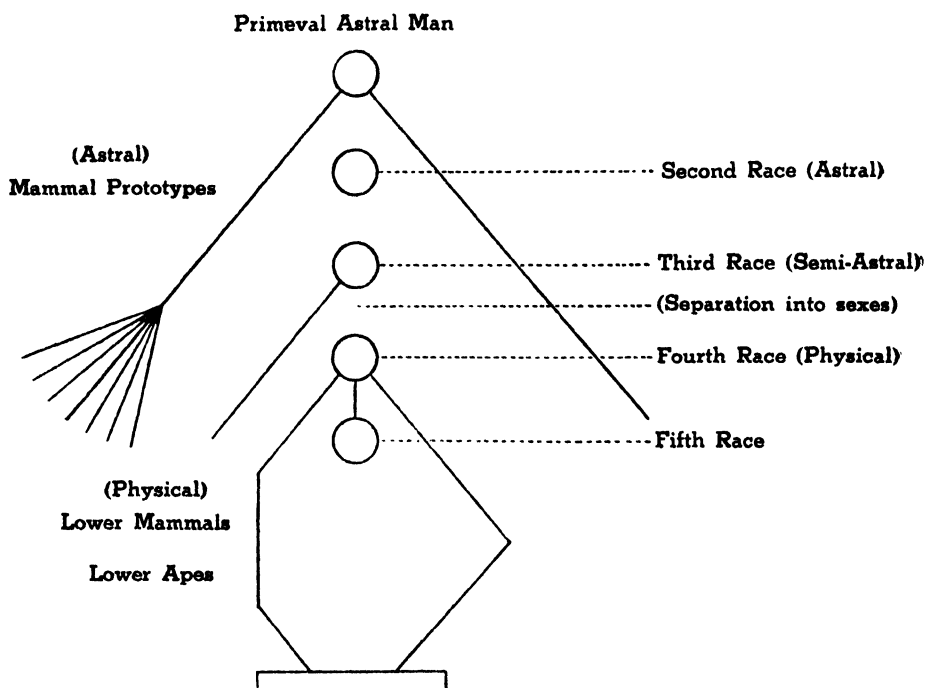 Primeval Astral Man
(Astral)
Mammal Prototypes
Second Race (Astral)
Third Race (Semi-Astral)
(Separation into sexes)
Fourth Race (Physical)
Fifth Race
(Physical)
Lower Mammals
Lower Apes